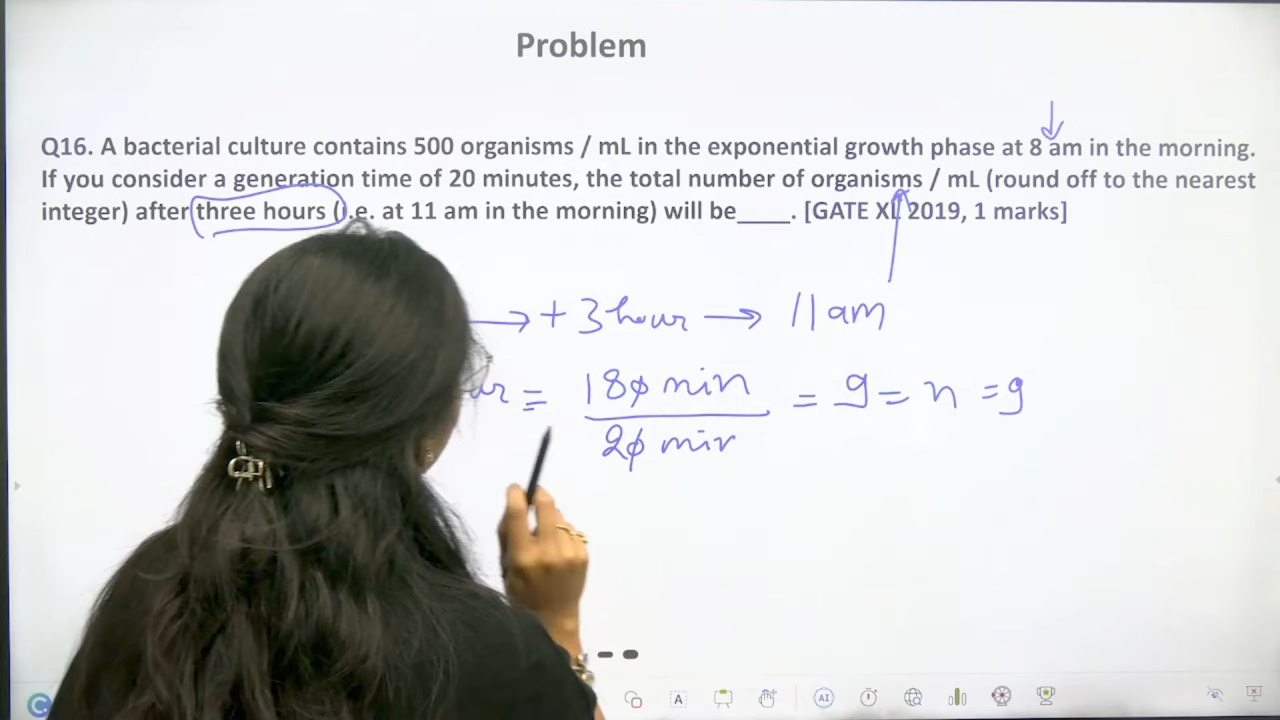 Problem
Q16. A bacterial culture contains 500 organisms / mL in the exponential growth phase at 8 am in the morning.
If you consider a generation time of 20 minutes, the total number of organisms / mL (round off to the nearest
integer) after three hours (i.e. at 11 am in the morning) will be____. [GATE XL 2019, 1 marks]
→ + 3 hour → 11 am
= 180 min = 9 = n = 9
20 min
A
AI